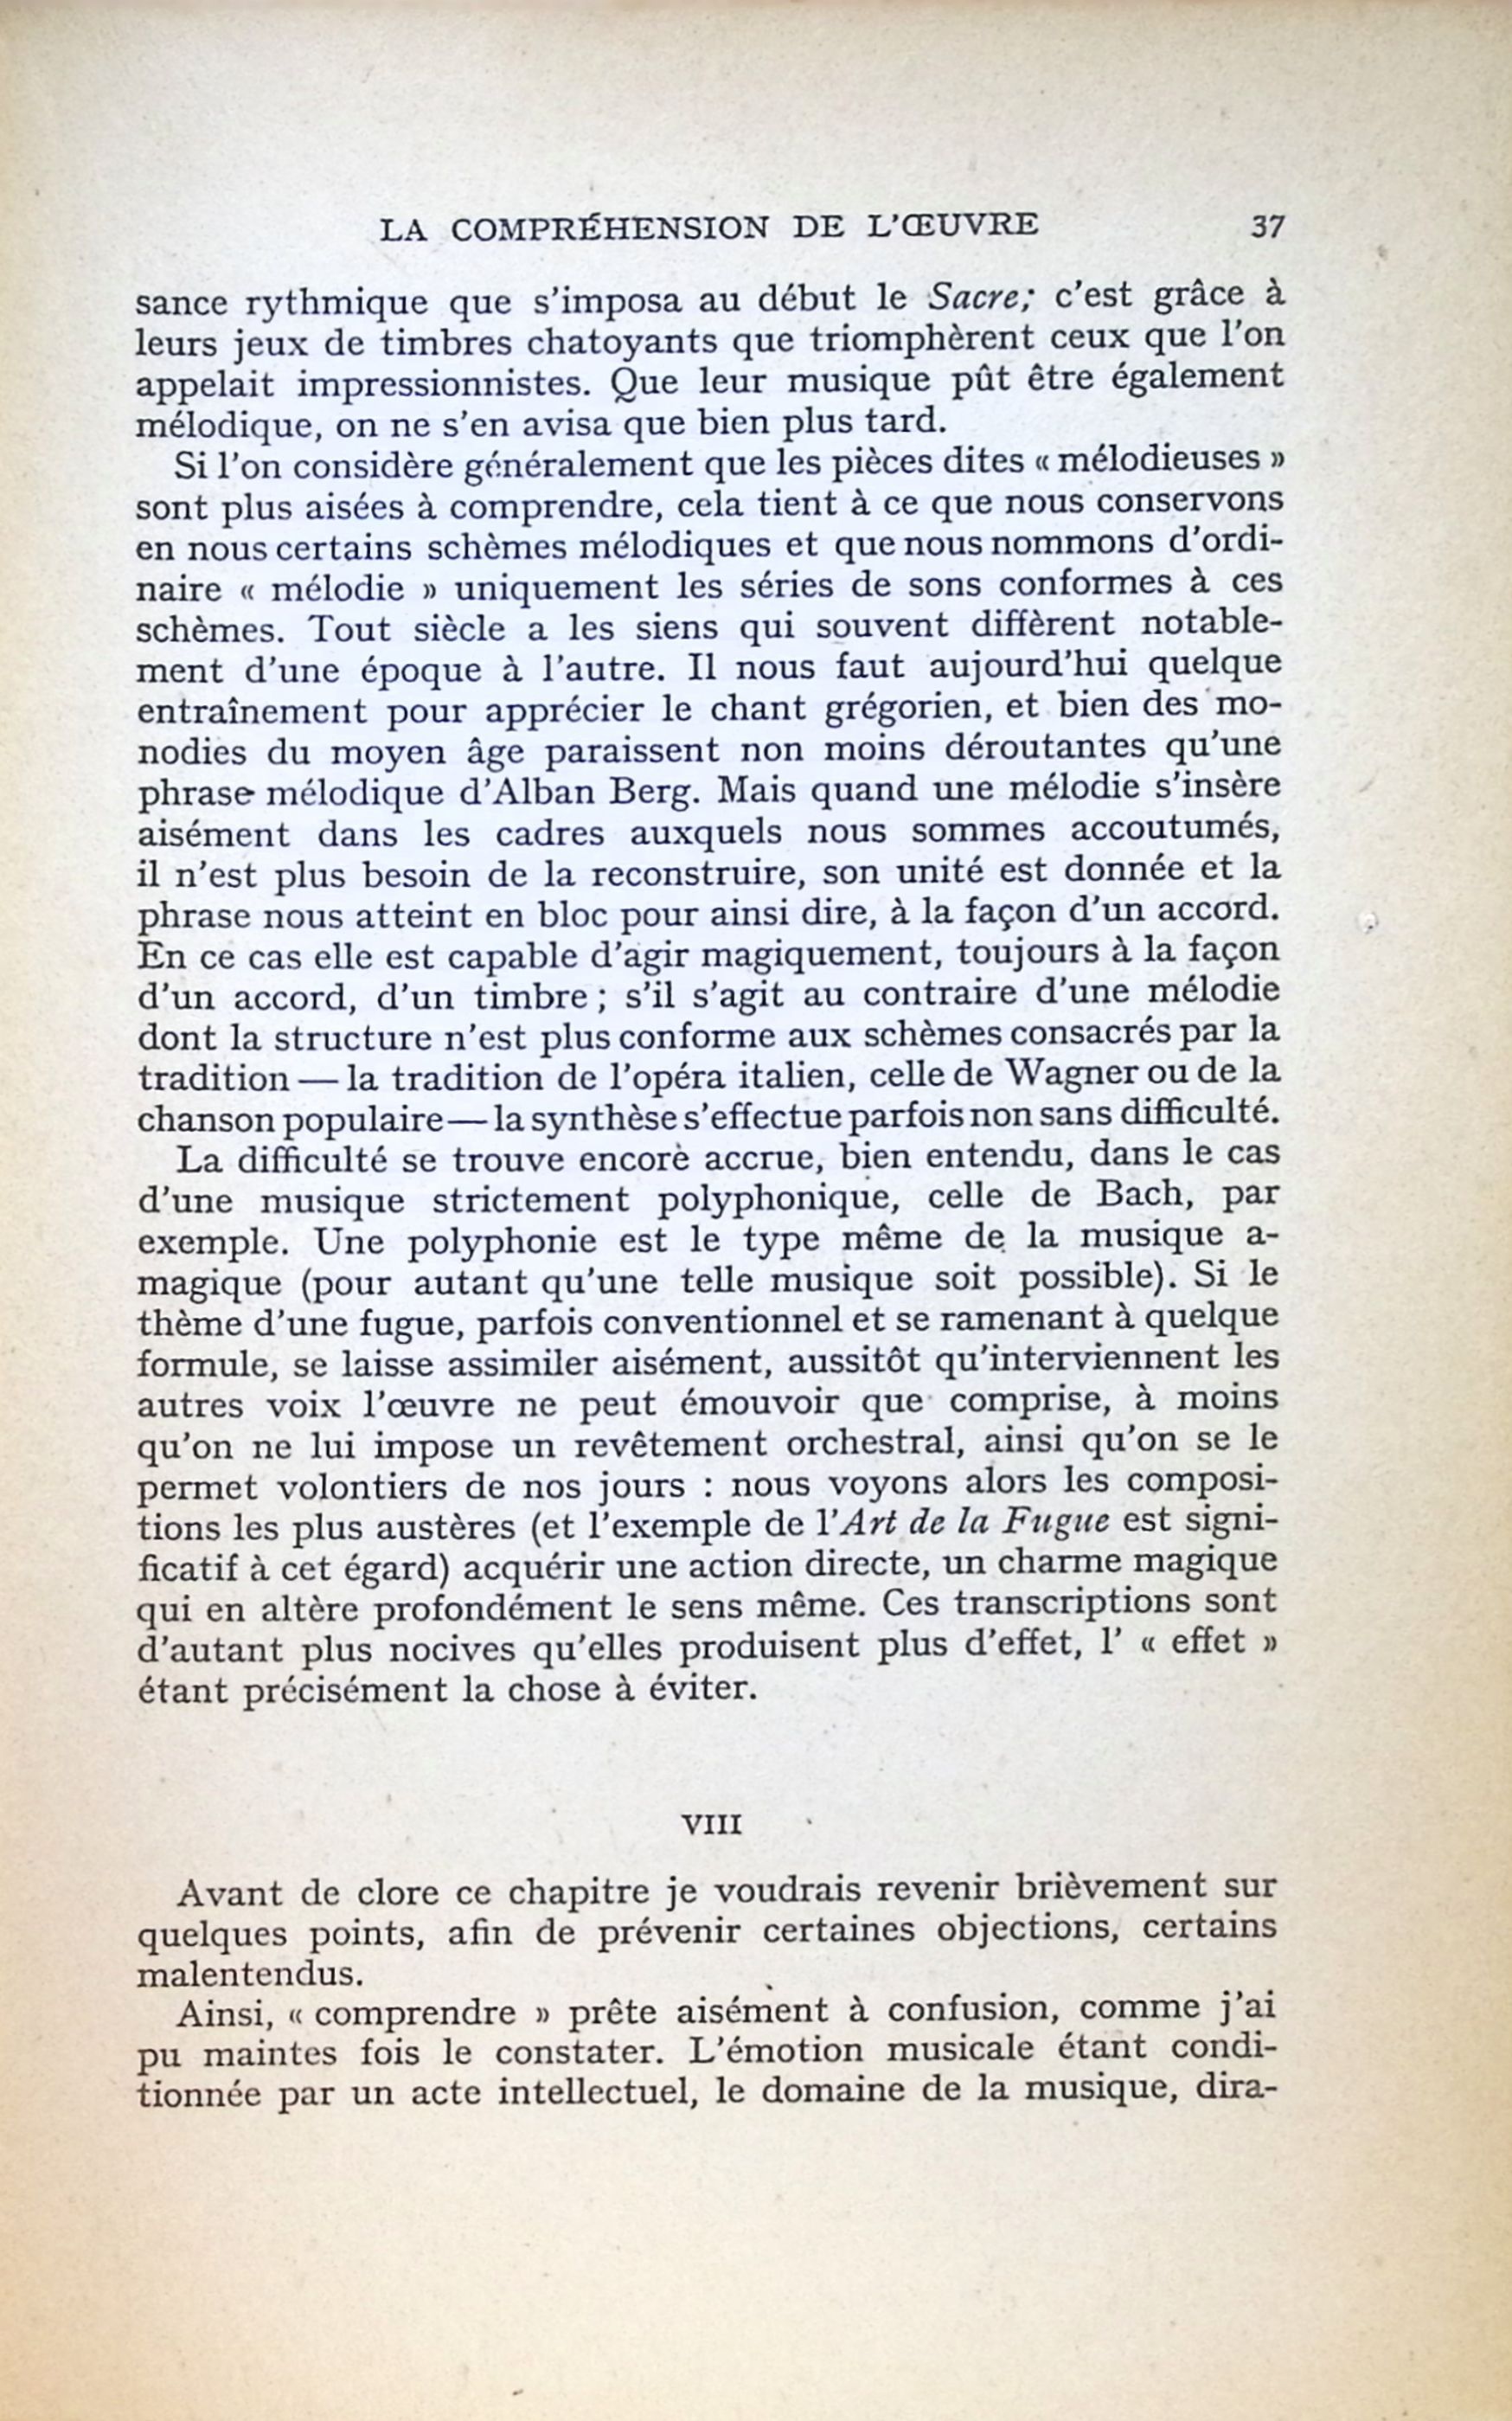 LA COMPRÉHENSION DE L'ŒUVRE 37
sance rythmique que s'imposa au début le Sacre; c'est grâce à
leurs jeux de timbres chatoyants que triomphèrent ceux que l'on
appelait impressionnistes. Que leur musique pût être également
mélodique, on ne s'en avisa que bien plus tard.
Si l'on considère généralement que les pièces dites « mélodieuses »
sont plus aisées à comprendre, cela tient à ce que nous conservons
en nous certains schèmes mélodiques et que nous nommons d'ordi-
naire « mélodie » uniquement les séries de sons conformes à ces
schèmes. Tout siècle a les siens qui souvent diffèrent notable-
ment d'une époque à l'autre. Il nous faut aujourd'hui quelque
entraînement pour apprécier le chant grégorien, et bien des mo-
nodies du moyen âge paraissent non moins déroutantes qu'une
phrase mélodique d'Alban Berg. Mais quand une mélodie s'insère
aisément dans les cadres auxquels nous sommes accoutumés,
il n'est plus besoin de la reconstruire, son unité est donnée et la
phrase nous atteint en bloc pour ainsi dire, à la façon d'un accord.
En ce cas elle est capable d'agir magiquement, toujours à la façon
d'un accord, d'un timbre ; s'il s'agit au contraire d'une mélodie
dont la structure n'est plus conforme aux schèmes consacrés par la
tradition — la tradition de l'opéra italien, celle de Wagner ou de la
chanson populaire — la synthèse s'effectue parfois non sans difficulté.
La difficulté se trouve encore accrue, bien entendu, dans le cas
d'une musique strictement polyphonique, celle de Bach, par
exemple. Une polyphonie est le type même de la musique a-
magique (pour autant qu'une telle musique soit possible). Si le
thème d'une fugue, parfois conventionnel et se ramenant à quelque
formule, se laisse assimiler aisément, aussitôt qu'interviennent les
autres voix l'œuvre ne peut émouvoir que comprise, à moins
qu'on ne lui impose un revêtement orchestral, ainsi qu'on se le
permet volontiers de nos jours : nous voyons alors les composi-
tions les plus austères (et l'exemple de l'Art de la Fugue est signi-
ficatif à cet égard) acquérir une action directe, un charme magique
qui en altère profondément le sens même. Ces transcriptions sont
d'autant plus nocives qu'elles produisent plus d'effet, l' « effet »
étant précisément la chose à éviter.
VIII
Avant de clore ce chapitre je voudrais revenir brièvement sur
quelques points, afin de prévenir certaines objections, certains
malentendus.
Ainsi, « comprendre » prête aisément à confusion, comme j'ai
pu maintes fois le constater. L'émotion musicale étant condi-
tionnée par un acte intellectuel, le domaine de la musique, dira-